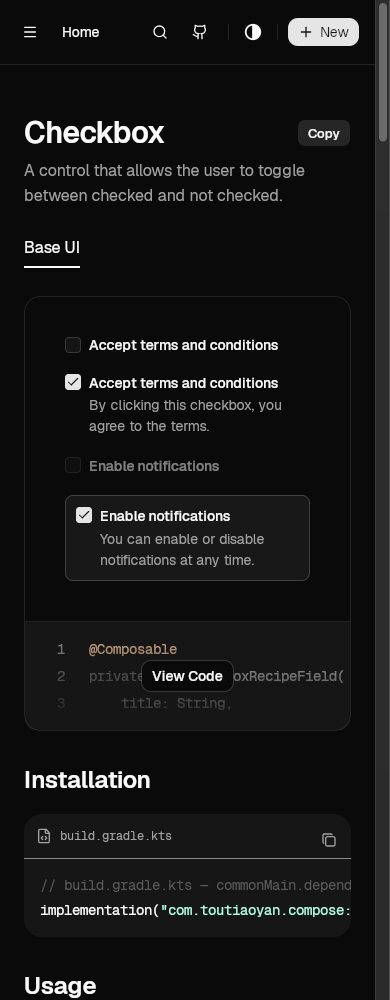 Home
New
Checkbox
Copy
A control that allows the user to toggle
between checked and not checked.
Base UI
Accept terms and conditions
Accept terms and conditions
By clicking this checkbox, you
agree to the terms.
Enable notifications
Enable notifications
You can enable or disable
notifications at any time.
1 @Composable
2 private oxRecipeField(
View Code
3 title: String,
Installation
build.gradle.kts
// build.gradle.kts — commonMain.depend
implementation("com.toutiaoyan.compose:
Usage